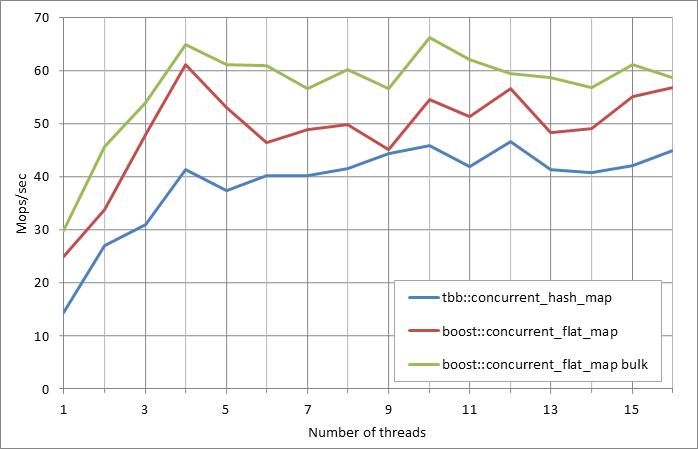 70
60
50
40
30
20
10
0
Mops/sec
tbb::concurrent_hash_map
boost::concurrent_flat_map
boost::concurrent_flat_map bulk
1 3 5 7 9 11 13 15
Number of threads